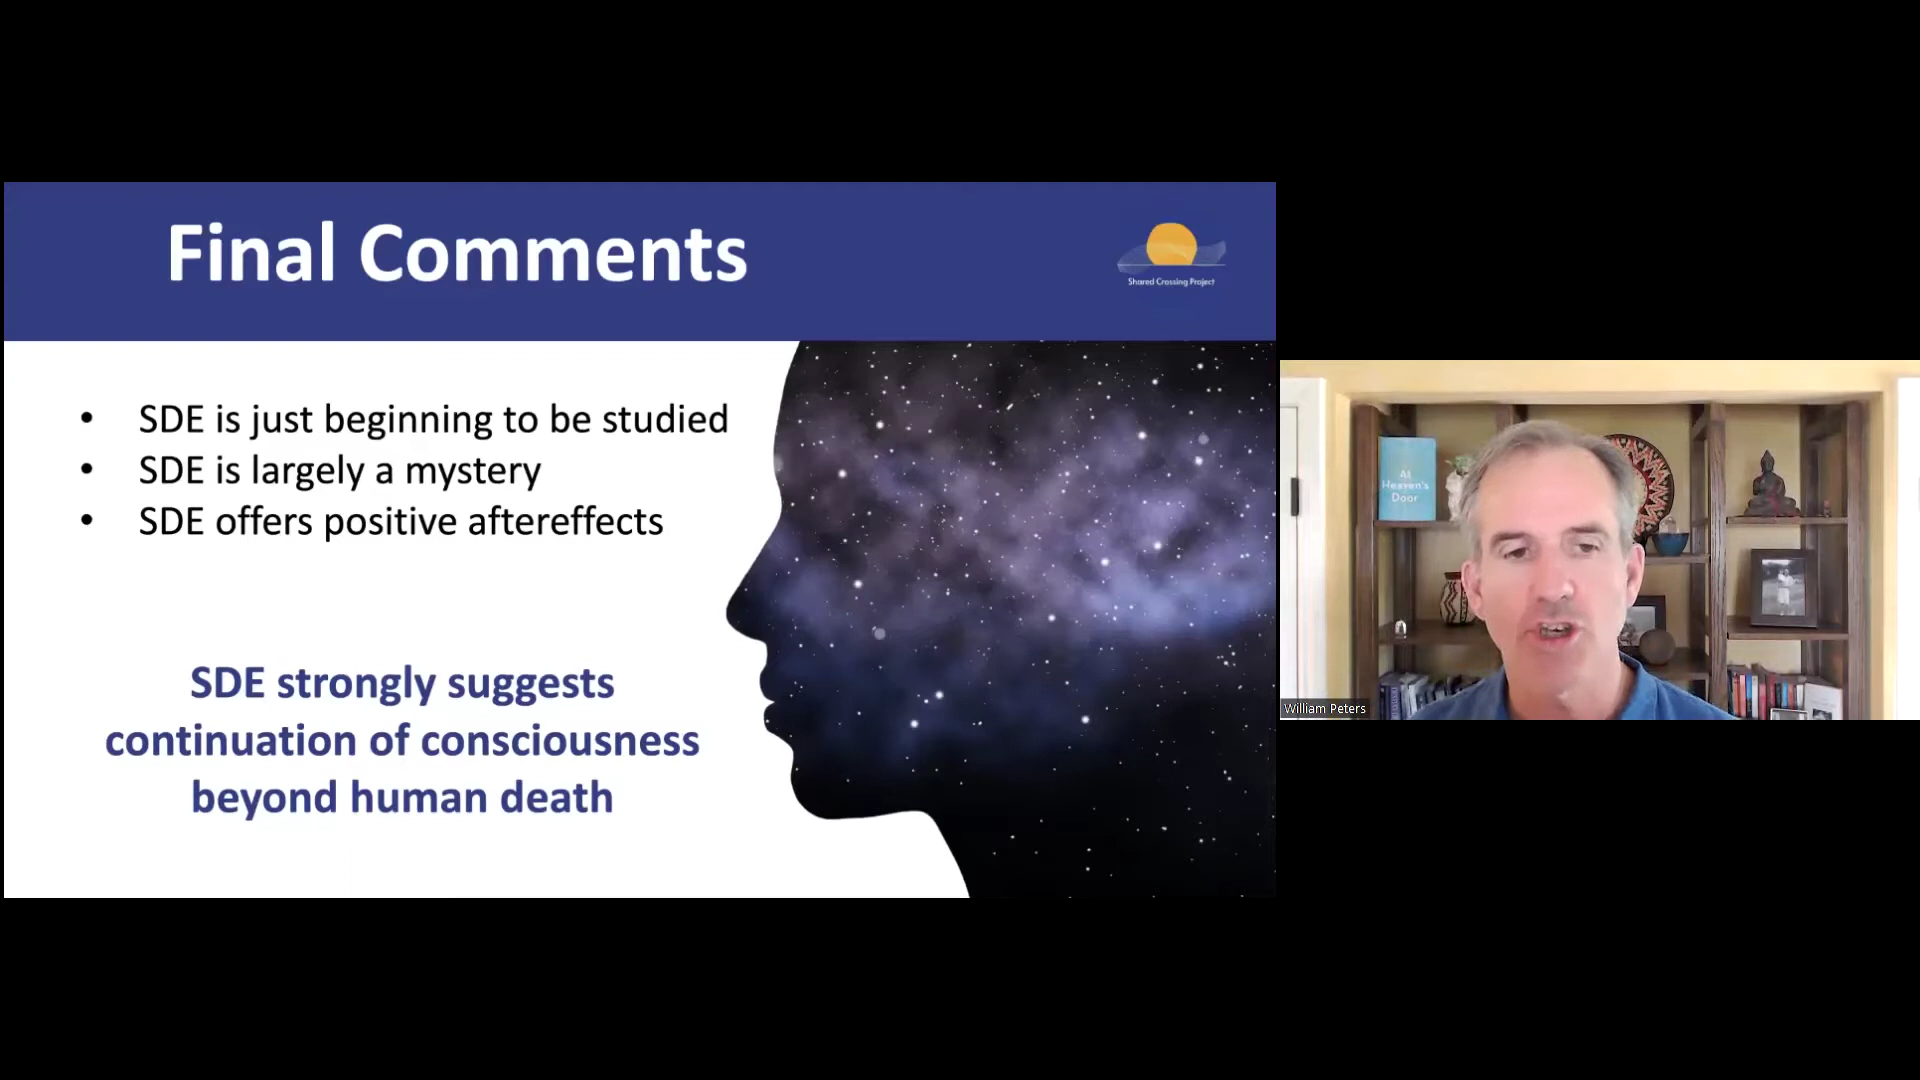 Final Comments
Shared Crossing Project
• SDE is just beginning to be studied
• SDE is largely a mystery
• SDE offers positive aftereffects
SDE strongly suggests
continuation of consciousness
beyond human death
At
Heaven's
Door
William Peters